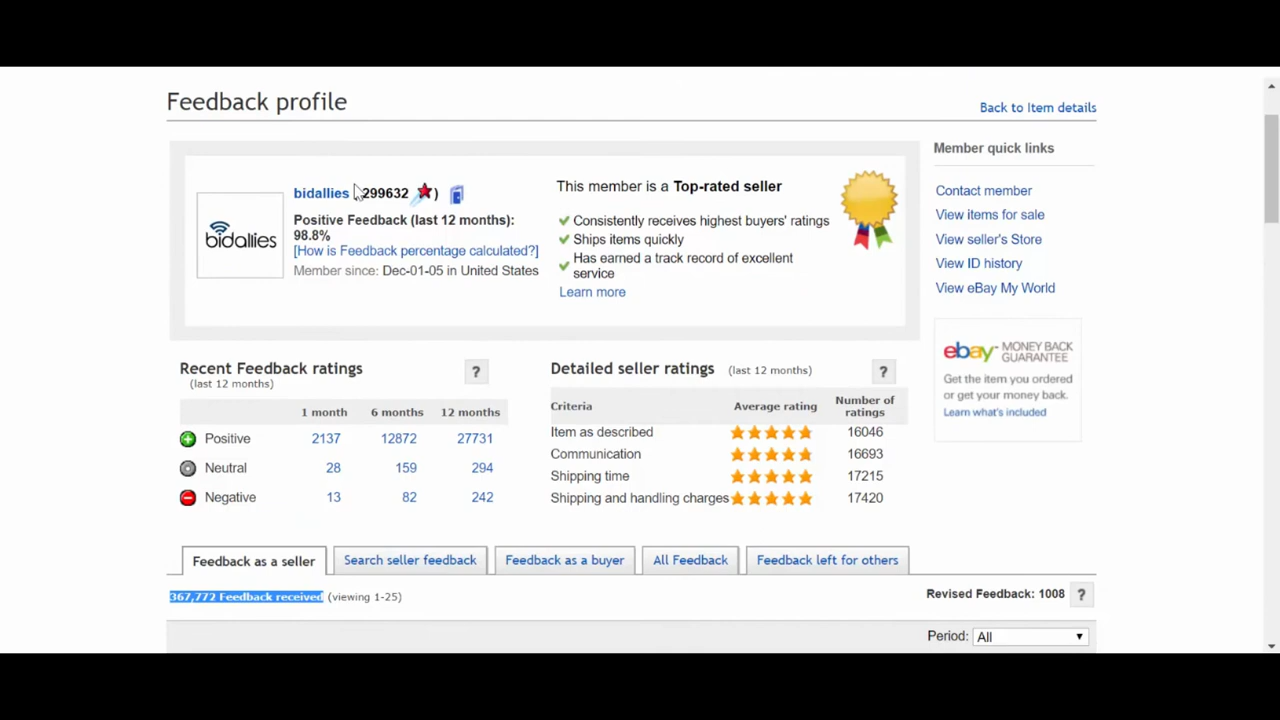 Feedback profile
Back to Item details
bidallies
bidallies 299632 )
Positive Feedback (last 12 months):
98.8%
[How is Feedback percentage calculated?]
Member since: Dec-01-05 in United States
This member is a Top-rated seller
Consistently receives highest buyers' ratings
Ships items quickly
Has earned a track record of excellent
service
Learn more
Member quick links
Contact member
View items for sale
View seller's Store
View ID history
View eBay My World
ebay MONEY BACK
GUARANTEE
Get the item you ordered
or get your money back.
Learn what's included
Recent Feedback ratings ?
(last 12 months)
1 month 6 months 12 months
Positive 2137 12872 27731
Neutral 28 159 294
Negative 13 82 242
Detailed seller ratings (last 12 months) ?
Criteria Average rating Number of
ratings
Item as described 16046
Communication 16693
Shipping time 17215
Shipping and handling charges 17420
Feedback as a seller Search seller feedback Feedback as a buyer All Feedback Feedback left for others
367,772 Feedback received (viewing 1-25)
Revised Feedback: 1008 ?
Period: All